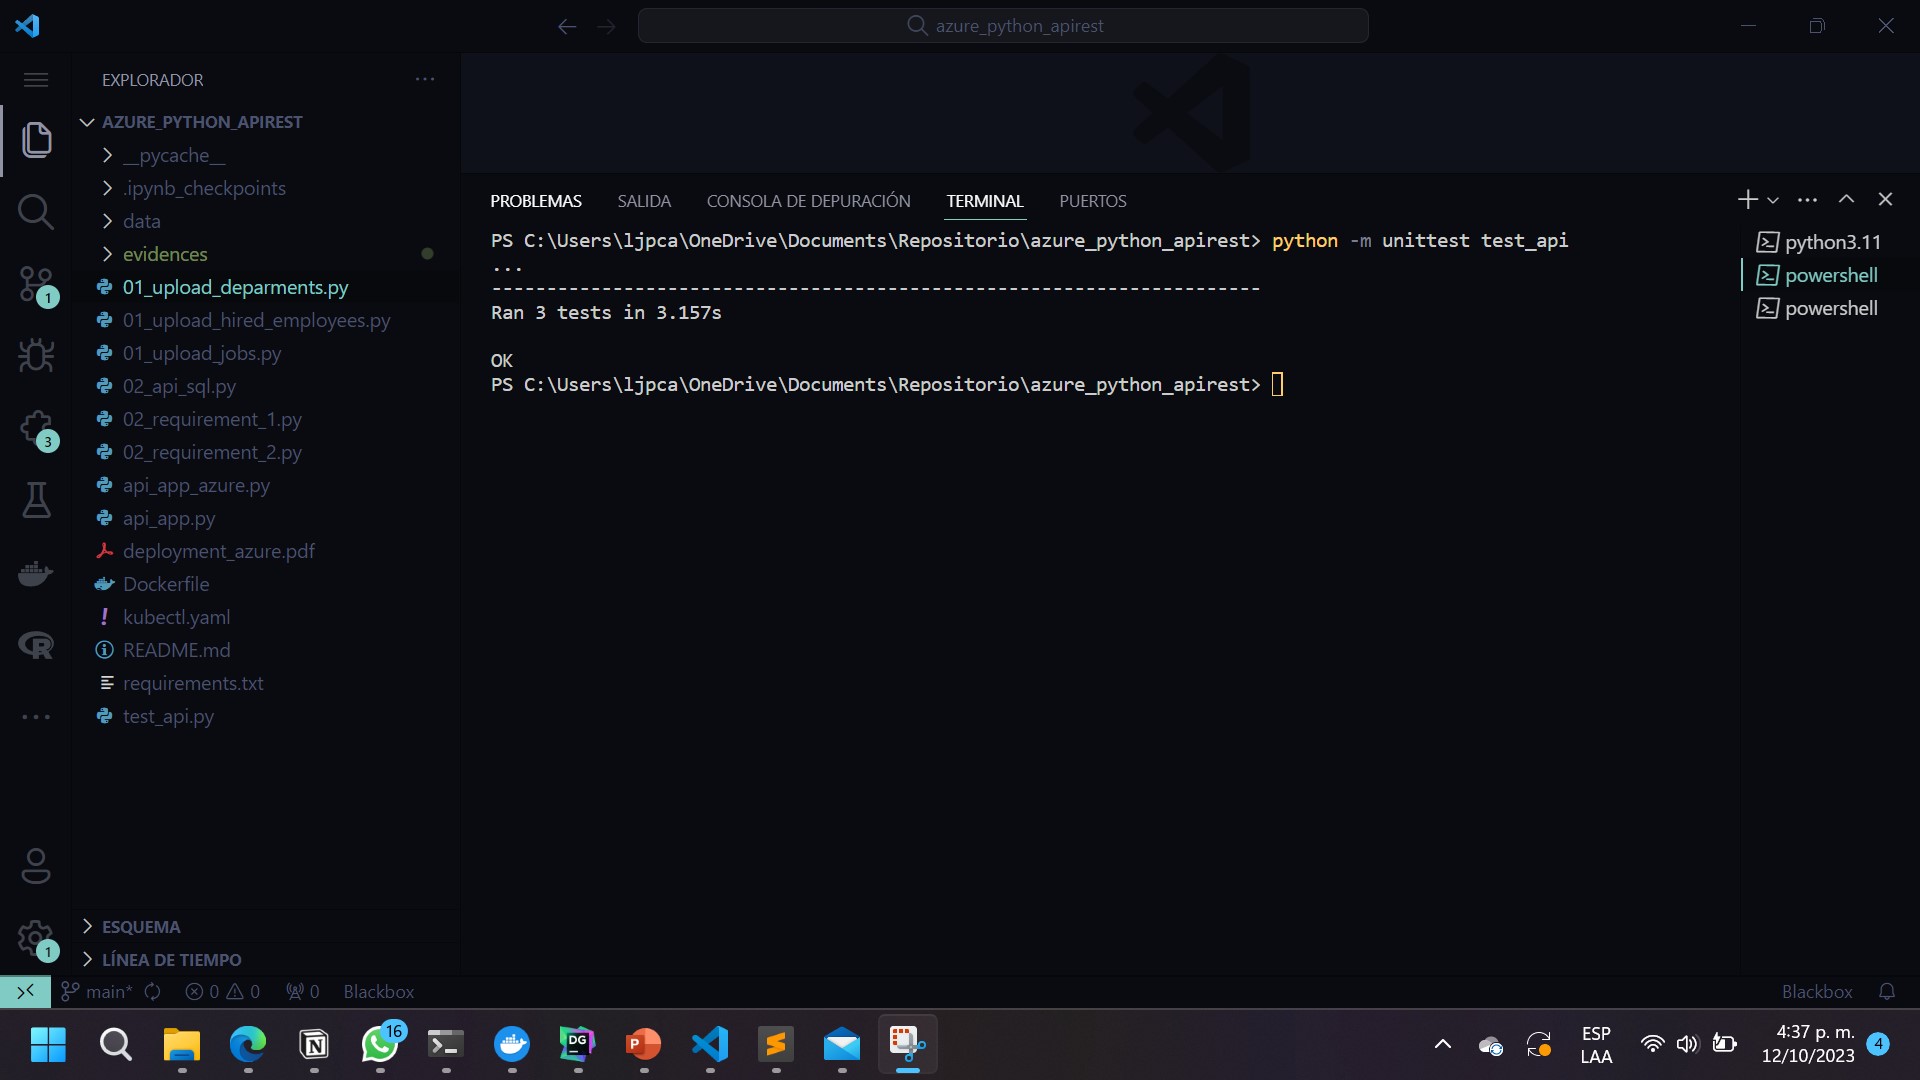 azure_python_apirest
EXPLORADOR
AZURE_PYTHON_APIREST
__pycache__
.ipynb_checkpoints
data
evidences
01_upload_deparments.py
01_upload_hired_employees.py
01_upload_jobs.py
02_api_sql.py
02_requirement_1.py
02_requirement_2.py
api_app_azure.py
api_app.py
deployment_azure.pdf
Dockerfile
kubectl.yaml
README.md
requirements.txt
test_api.py
ESQUEMA
LÍNEA DE TIEMPO
1
3
1
PROBLEMAS SALIDA CONSOLA DE DEPURACIÓN TERMINAL PUERTOS
PS C:\Users\ljpca\OneDrive\Documents\Repositorio\azure_python_apirest> python -m unittest test_api
...
----------------------------------------------------------------------
Ran 3 tests in 3.157s
OK
PS C:\Users\ljpca\OneDrive\Documents\Repositorio\azure_python_apirest>
python3.11
powershell
powershell
main* 0 0 0 Blackbox Blackbox
16
DG
P
ESP
LAA
4:37 p. m.
12/10/2023
4